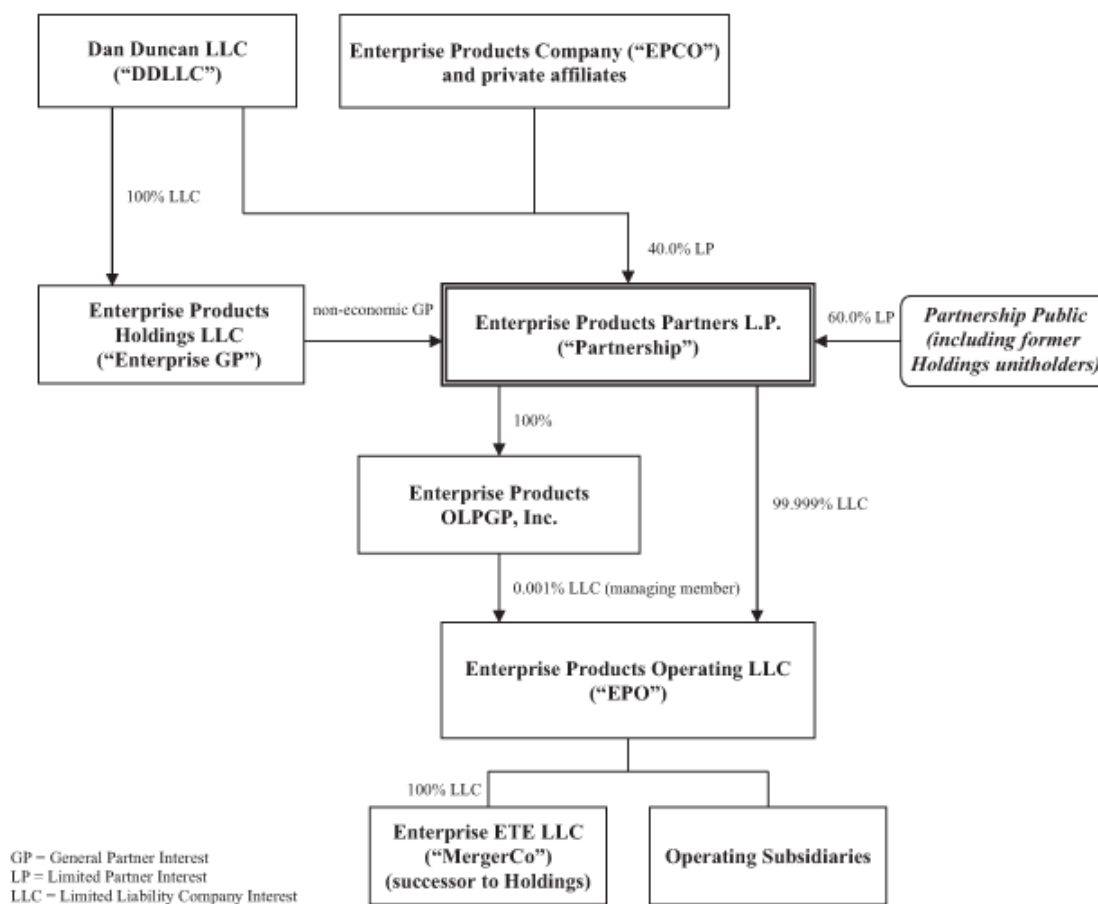 Dan Duncan LLC
(“DDLLC”)
Enterprise Products Company (“EPCO”)
and private affiliates
100% LLC
40.0% LP
Enterprise Products
Holdings LLC
(“Enterprise GP”)
non-economic GP
Enterprise Products Partners L.P.
(“Partnership”)
60.0% LP
Partnership Public
(including former
Holdings unitholders)
100%
Enterprise Products
OLPGP, Inc.
99.999% LLC
0.001% LLC (managing member)
Enterprise Products Operating LLC
(“EPO”)
100% LLC
Enterprise ETE LLC
(“MergerCo”)
(successor to Holdings)
Operating Subsidiaries
GP = General Partner Interest
LP = Limited Partner Interest
LLC = Limited Liability Company Interest